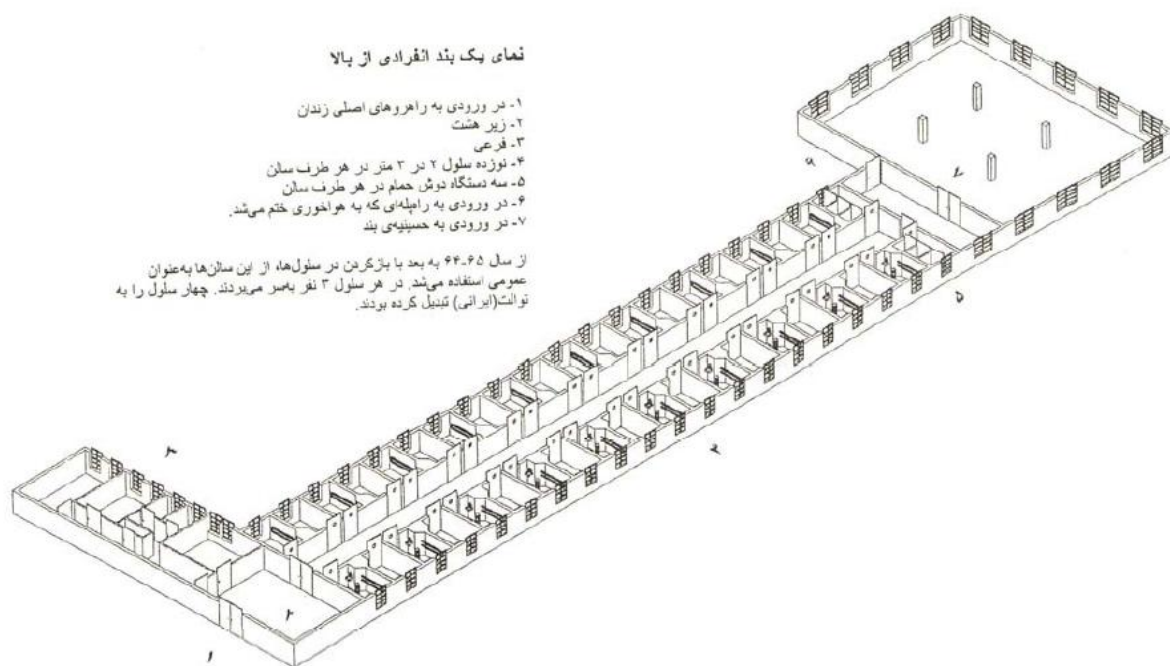 نمای یک بند انفرادی از بالا
۱- در ورودی به راهروهای اصلی زندان
۲- زیر هشت
۳- فرعی
۴- نوزده سلول ۲ در ۳ متر در هر طرف سالن
۵- سه دستگاه دوش حمام در هر طرف سالن
۶- در ورودی به راه‌پله‌ای که به هواخوری ختم می‌شد.
۷- در ورودی به حسینیه‌ی بند
از سال ۶۵-۶۴ به بعد با بازکردن در سلول‌ها، از این سالن‌ها به‌عنوان
عمومی استفاده می‌شد. در هر سلول ۳ نفر به‌سر می‌بردند. چهار سلول را به
توالت(ایرانی) تبدیل کرده بودند.
۷
۵
۳
۲
۱